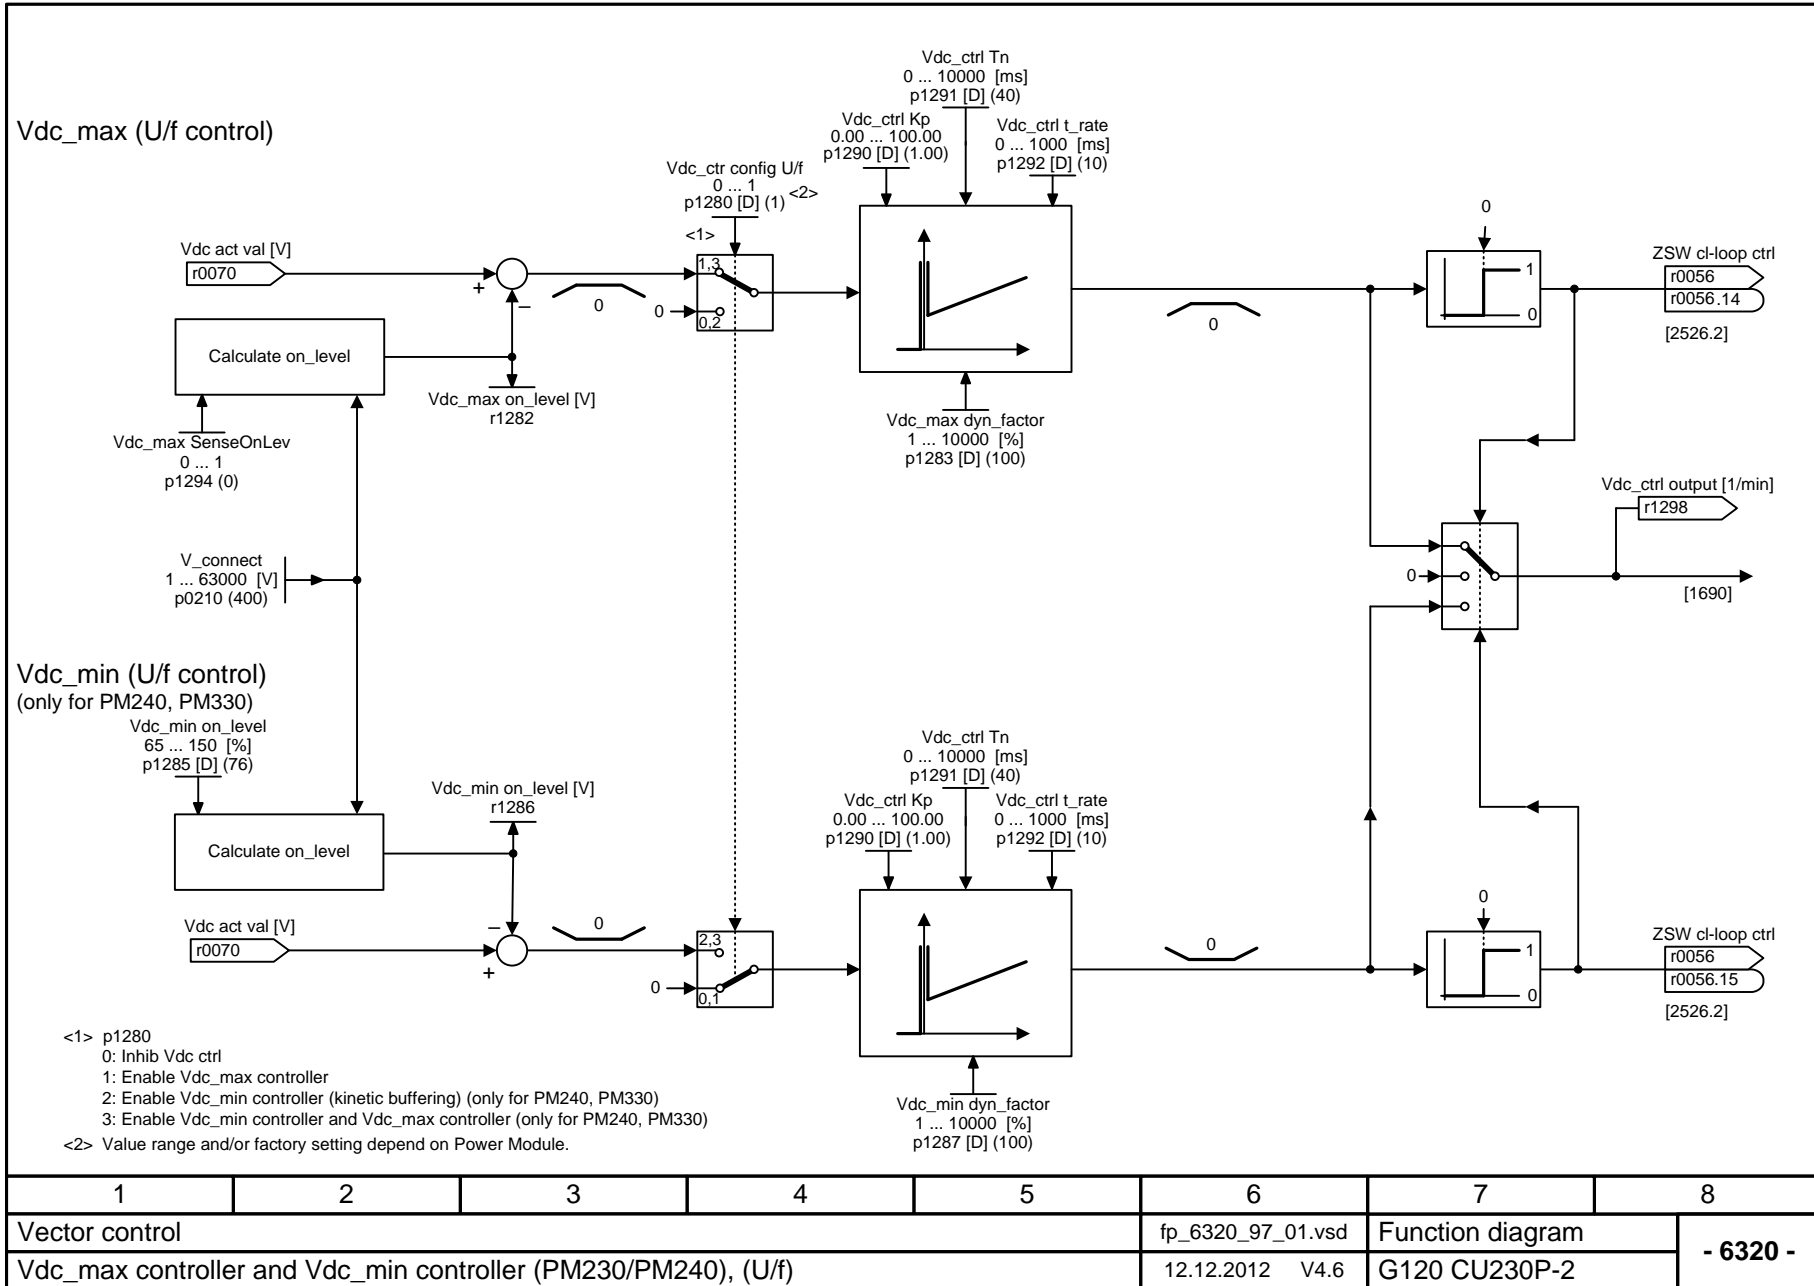 Vdc_max (U/f control)
Vdc_ctrl Tn
0 ... 10000 [ms]
p1291 [D] (40)
Vdc_ctrl Kp
0.00 ... 100.00
p1290 [D] (1.00)
Vdc_ctrl t_rate
0 ... 1000 [ms]
p1292 [D] (10)
Vdc_ctr config U/f
0 ... 1
p1280 [D] (1) <2>
<1>
Vdc act val [V]
r0070
+
–
0
1,3
0
0,2
0
0
1
0
ZSW cl-loop ctrl
r0056
r0056.14
[2526.2]
Calculate on_level
Vdc_max on_level [V]
r1282
Vdc_max SenseOnLev
0 ... 1
p1294 (0)
Vdc_max dyn_factor
1 ... 10000 [%]
p1283 [D] (100)
Vdc_ctrl output [1/min]
r1298
0
[1690]
V_connect
1 ... 63000 [V]
p0210 (400)
Vdc_min (U/f control)
(only for PM240, PM330)
Vdc_min on_level
65 ... 150 [%]
p1285 [D] (76)
Calculate on_level
Vdc_min on_level [V]
r1286
Vdc_ctrl Tn
0 ... 10000 [ms]
p1291 [D] (40)
Vdc_ctrl Kp
0.00 ... 100.00
p1290 [D] (1.00)
Vdc_ctrl t_rate
0 ... 1000 [ms]
p1292 [D] (10)
Vdc act val [V]
r0070
–
+
0
2,3
0
0,1
0
0
1
0
ZSW cl-loop ctrl
r0056
r0056.15
[2526.2]
Vdc_min dyn_factor
1 ... 10000 [%]
p1287 [D] (100)
<1> p1280
0: Inhib Vdc ctrl
1: Enable Vdc_max controller
2: Enable Vdc_min controller (kinetic buffering) (only for PM240, PM330)
3: Enable Vdc_min controller and Vdc_max controller (only for PM240, PM330)
<2> Value range and/or factory setting depend on Power Module.
1 2 3 4 5 6 7 8
Vector control
fp_6320_97_01.vsd
Function diagram
- 6320 -
Vdc_max controller and Vdc_min controller (PM230/PM240), (U/f)
12.12.2012 V4.6
G120 CU230P-2